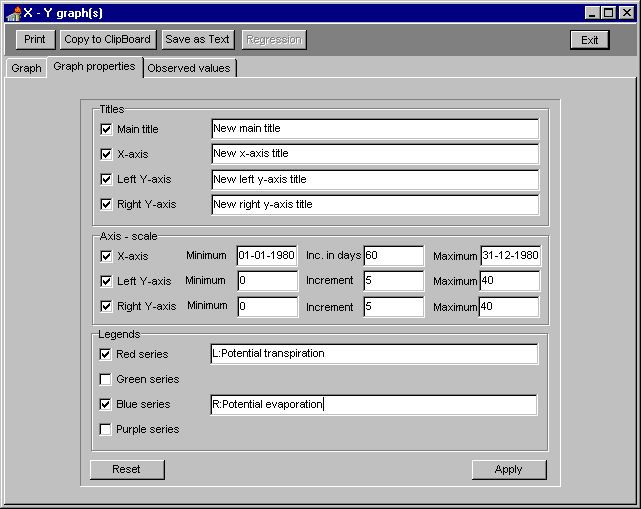 X - Y graph(s)
Print Copy to ClipBoard Save as Text Regression Exit
Graph Graph properties Observed values
Titles
Main title New main title
X-axis New x-axis title
Left Y-axis New left y-axis title
Right Y-axis New right y-axis title
Axis - scale
X-axis Minimum 01-01-1980 Inc. in days 60 Maximum 31-12-1980
Left Y-axis Minimum 0 Increment 5 Maximum 40
Right Y-axis Minimum 0 Increment 5 Maximum 40
Legends
Red series L:Potential transpiration
Green series
Blue series R:Potential evaporation
Purple series
Reset Apply